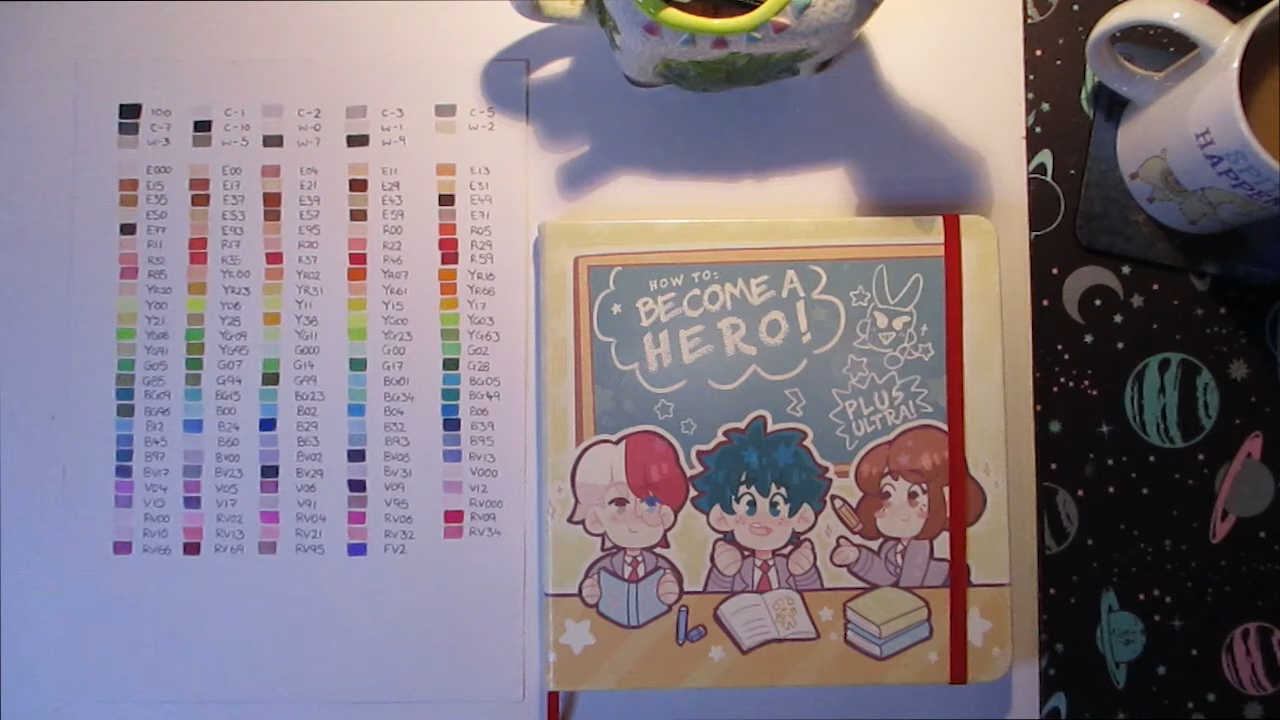 100 C-1 C-2 C-3 C-5
C-7 C-10 W-0 W-1 W-2
W-3 W-5 W-7 W-9
E000 E00 E04 E11 E13
E15 E17 E21 E29 E31
E35 E37 E39 E43 E49
E50 E53 E57 E59 E71
E77 E93 E95 R00 R05
R11 R17 R20 R22 R29
R32 R35 R37 R46 R59
R85 YR00 YR02 YR07 YR18
YR20 YR23 YR31 YR61 YR68
Y00 Y08 Y11 Y15 Y17
Y21 Y28 Y38 YG00 YG03
YG06 YG09 YG11 YG23 YG63
YG91 YG95 G000 G00 G02
G05 G07 G14 G17 G28
G85 G94 G99 BG01 BG05
BG09 BG15 BG23 BG34 BG49
BG96 B00 B02 B04 B06
B12 B24 B29 B32 B39
B45 B60 B63 B93 B95
B97 BV00 BV02 BV08 BV13
BV17 BV23 BV29 BV31 V000
V04 V05 V06 V09 V12
V15 V17 V91 V95 RV000
RV00 RV02 RV04 RV06 RV09
RV10 RV13 RV21 RV32 RV34
RV66 RV69 RV95 FV2
HOW TO:
BECOME A
HERO!
PLUS
ULTRA!
HAPPEN